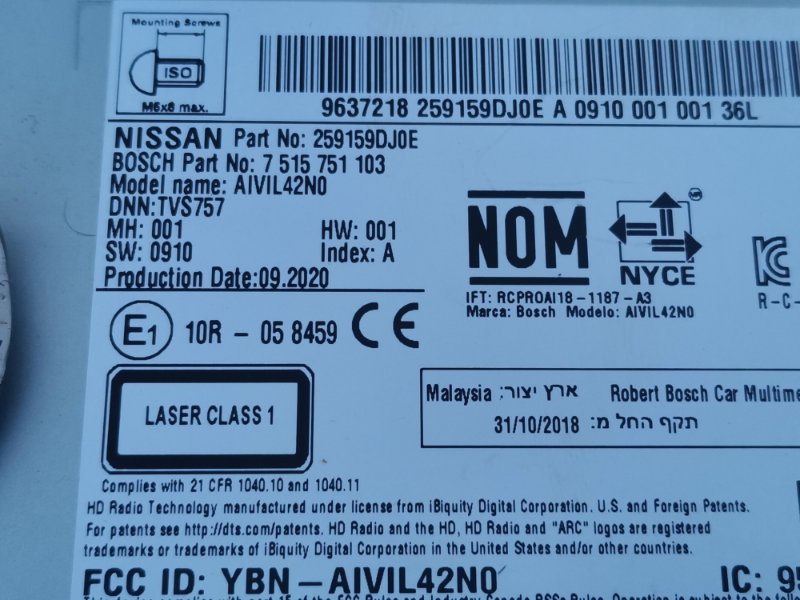 Mounting Screws
ISO
M5x8 max.
9637218 259159DJ0E A 0910 001 001 36L
NISSAN Part No: 259159DJ0E
BOSCH Part No: 7 515 751 103
Model name: AIVIL42N0
DNN:TVS757
MH: 001 HW: 001
SW: 0910 Index: A
Production Date:09.2020
NOM
NYCE
IFT: RCPROAI18-1187-A3
Marca: Bosch Modelo: AIVIL42N0
R-C-
E1 10R - 05 8459 CE
LASER CLASS 1
Malaysia :ארץ יצור Robert Bosch Car Multime
31/10/2018 :תקף החל מ
Complies with 21 CFR 1040.10 and 1040.11
HD Radio Technology manufactured under license from iBiquity Digital Corporation. U.S. and Foreign Patents.
For patents see http://dts.com/patents. HD Radio and the HD, HD Radio and "ARC" logos are registered
trademarks or trademarks of iBiquity Digital Corporation in the United States and/or other countries.
FCC ID: YBN-AIVIL42N0 IC: 95